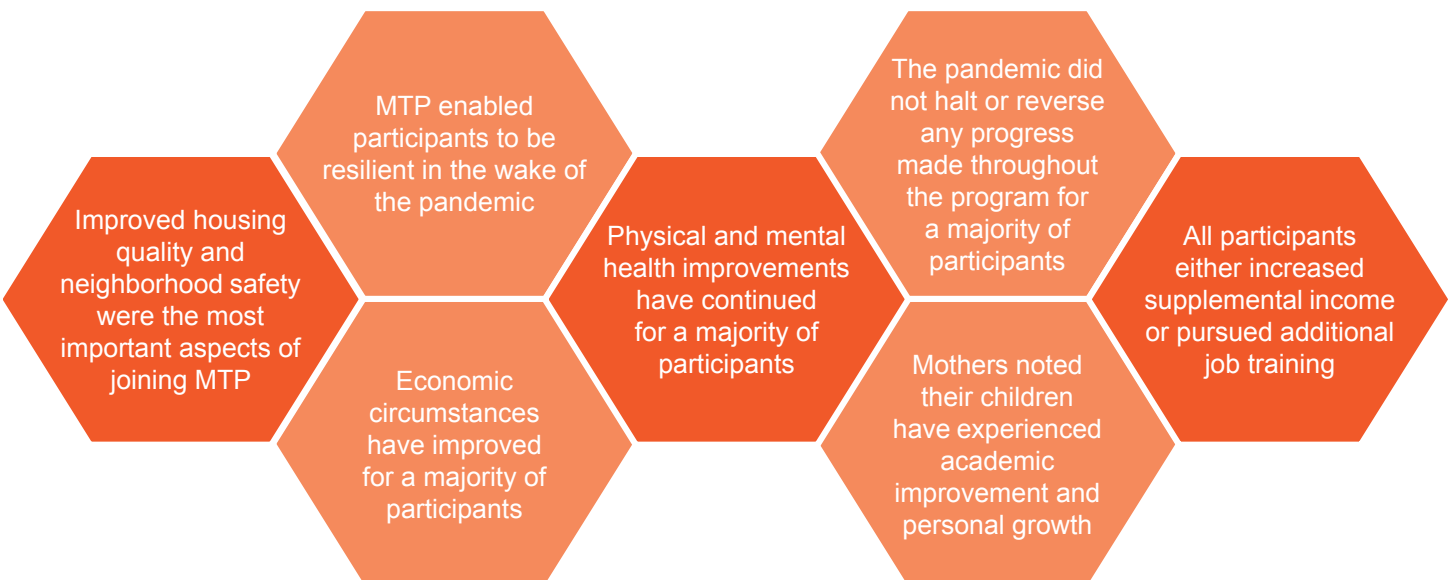 Improved housing
quality and
neighborhood safety
were the most
important aspects of
joining MTP
MTP enabled
participants to be
resilient in the wake of
the pandemic
Economic
circumstances
have improved
for a majority of
participants
Physical and mental
health improvements
have continued
for a majority of
participants
The pandemic did
not halt or reverse
any progress
made throughout
the program for
a majority of
participants
Mothers noted
their children
have experienced
academic
improvement and
personal growth
All participants
either increased
supplemental income
or pursued additional
job training